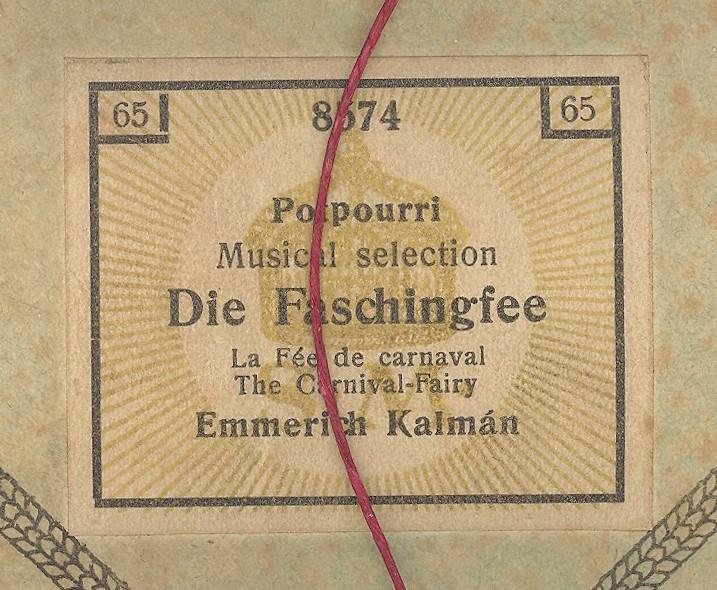 65 8574 65
Potpourri
Musical selection
Die Faschingfee
La Fée de carnaval
The Carnival-Fairy
Emmerich Kalmán